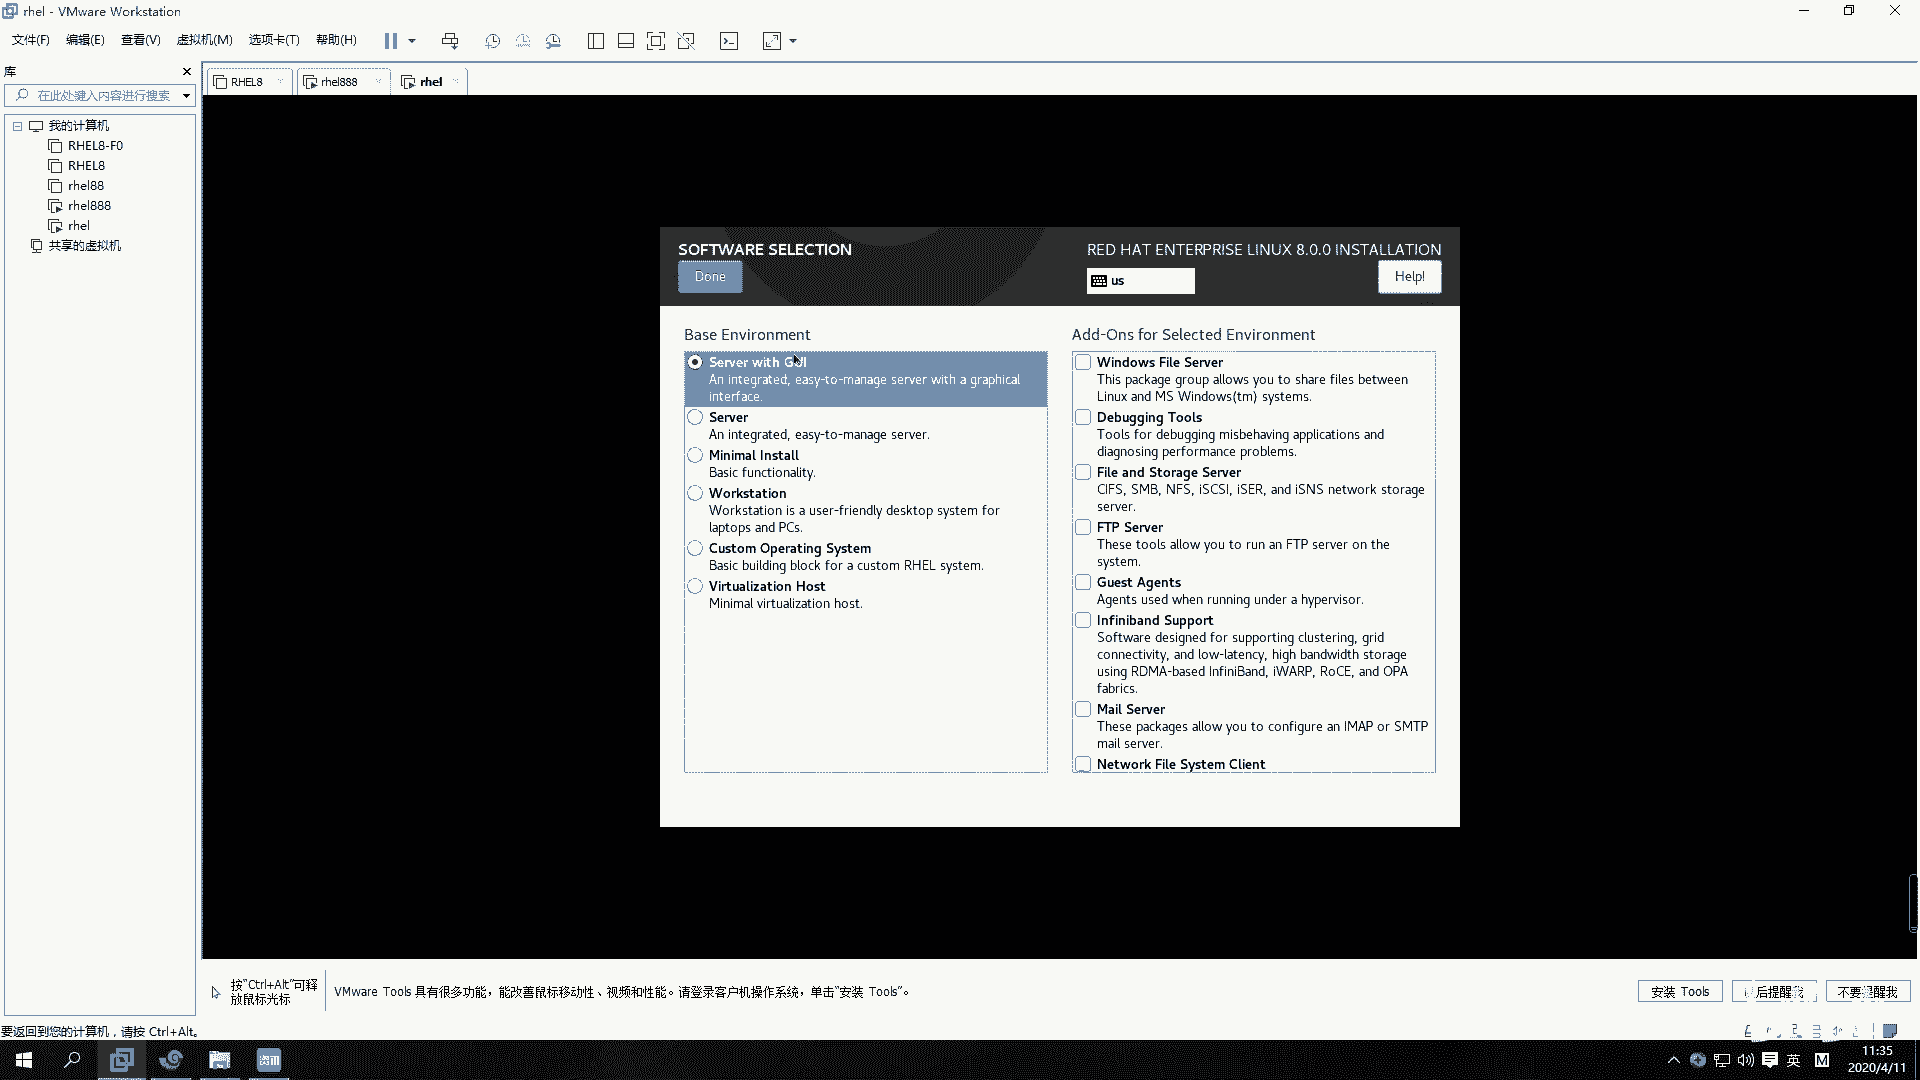 rhel - VMware Workstation
文件(F) 编辑(E) 查看(V) 虚拟机(M) 选项卡(T) 帮助(H)
库
在此处键入内容进行搜索
我的计算机
RHEL8-F0
RHEL8
rhel88
rhel888
rhel
共享的虚拟机
RHEL8 rhel888 rhel
SOFTWARE SELECTION
Done
RED HAT ENTERPRISE LINUX 8.0.0 INSTALLATION
us
Help!
Base Environment
Server with GUI
An integrated, easy-to-manage server with a graphical
interface.
Server
An integrated, easy-to-manage server.
Minimal Install
Basic functionality.
Workstation
Workstation is a user-friendly desktop system for
laptops and PCs.
Custom Operating System
Basic building block for a custom RHEL system.
Virtualization Host
Minimal virtualization host.
Add-Ons for Selected Environment
Windows File Server
This package group allows you to share files between
Linux and MS Windows(tm) systems.
Debugging Tools
Tools for debugging misbehaving applications and
diagnosing performance problems.
File and Storage Server
CIFS, SMB, NFS, iSCSI, iSER, and iSNS network storage
server.
FTP Server
These tools allow you to run an FTP server on the
system.
Guest Agents
Agents used when running under a hypervisor.
Infiniband Support
Software designed for supporting clustering, grid
connectivity, and low-latency, high bandwidth storage
using RDMA-based InfiniBand, iWARP, RoCE, and OPA
fabrics.
Mail Server
These packages allow you to configure an IMAP or SMTP
mail server.
Network File System Client
按"Ctrl+Alt"可释
放鼠标光标
VMware Tools 具有很多功能，能改善鼠标移动性、视频和性能。请登录客户机操作系统，单击"安装 Tools"。
安装 Tools
后提醒我
不要提醒我
要返回到您的计算机，请按 Ctrl+Alt。
资讯
英
M
11:35
2020/4/11